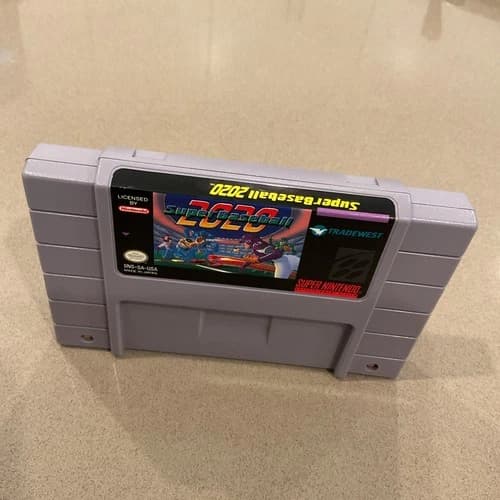 Super Baseball 2020.
LICENSED
BY
Nintendo
2020
Super Baseball
TRADEWEST
SNS-SA-USA
MADE IN JAPAN
SUPER NINTENDO